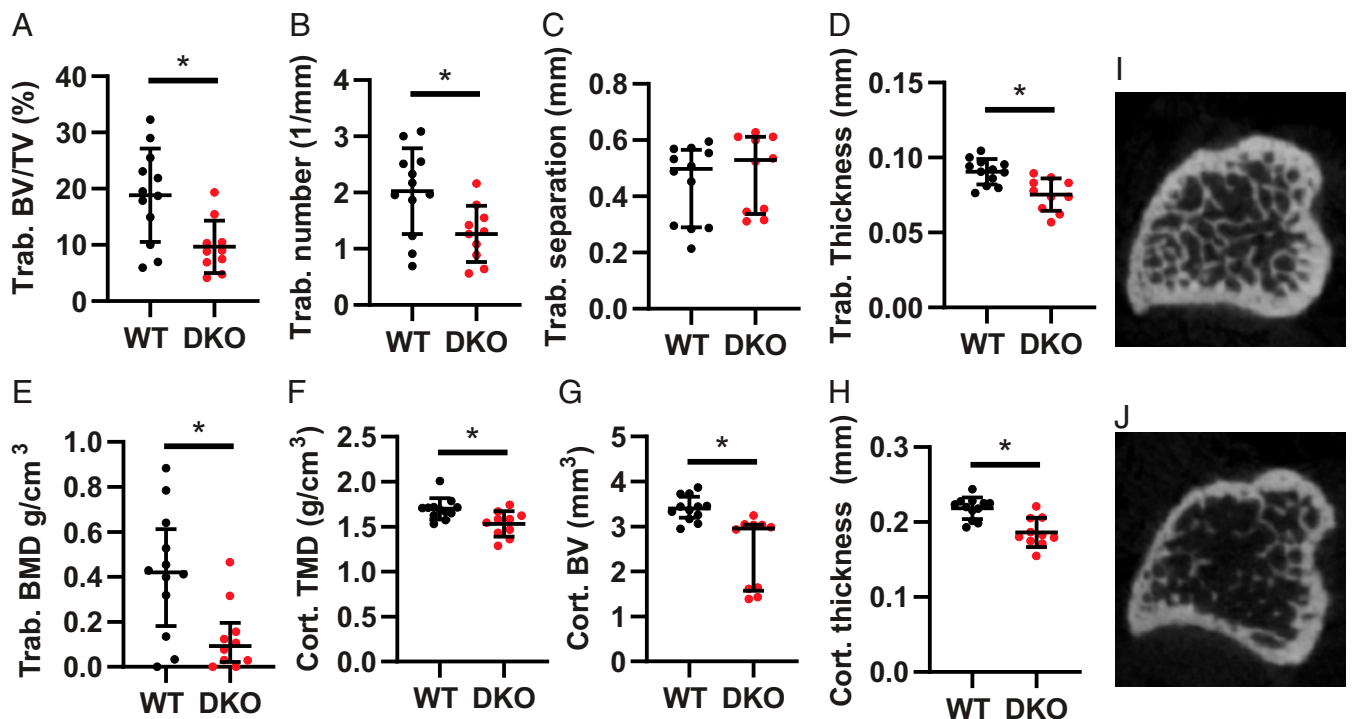 A
Trab. BV/TV (%)
40
30
20
10
0
*
WT DKO
B
Trab. number (1/mm)
4
3
2
1
0
*
WT DKO
C
Trab. separation (mm)
0.8
0.6
0.4
0.2
0.0
WT DKO
D
Trab. Thickness (mm)
0.15
0.10
0.05
0.00
*
WT DKO
I
E
Trab. BMD g/cm³
1.0
0.8
0.6
0.4
0.2
0.0
*
WT DKO
F
Cort. TMD (g/cm³)
2.5
2.0
1.5
1.0
0.5
0.0
*
WT DKO
G
Cort. BV (mm³)
5
4
3
2
1
0
*
WT DKO
H
Cort. thickness (mm)
0.3
0.2
0.1
0.0
*
WT DKO
J